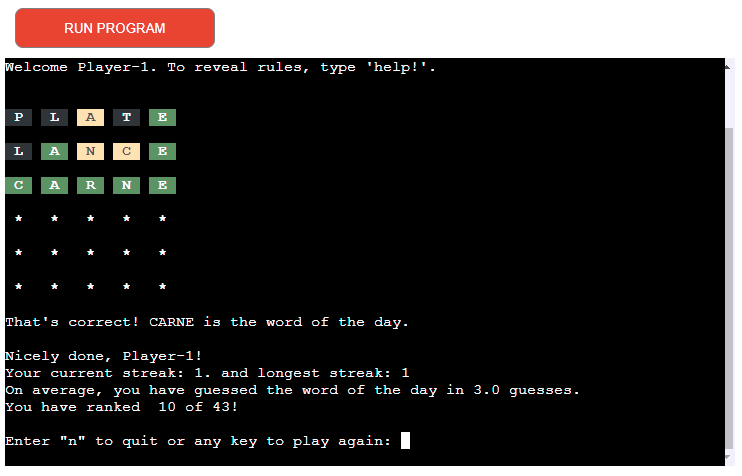 RUN PROGRAM
Welcome Player-1. To reveal rules, type 'help!'.
P L A T E
L A N C E
C A R N E
* * * * *
* * * * *
* * * * *
That's correct! CARNE is the word of the day.
Nicely done, Player-1!
Your current streak: 1. and longest streak: 1
On average, you have guessed the word of the day in 3.0 guesses.
You have ranked  10 of 43!
Enter "n" to quit or any key to play again: